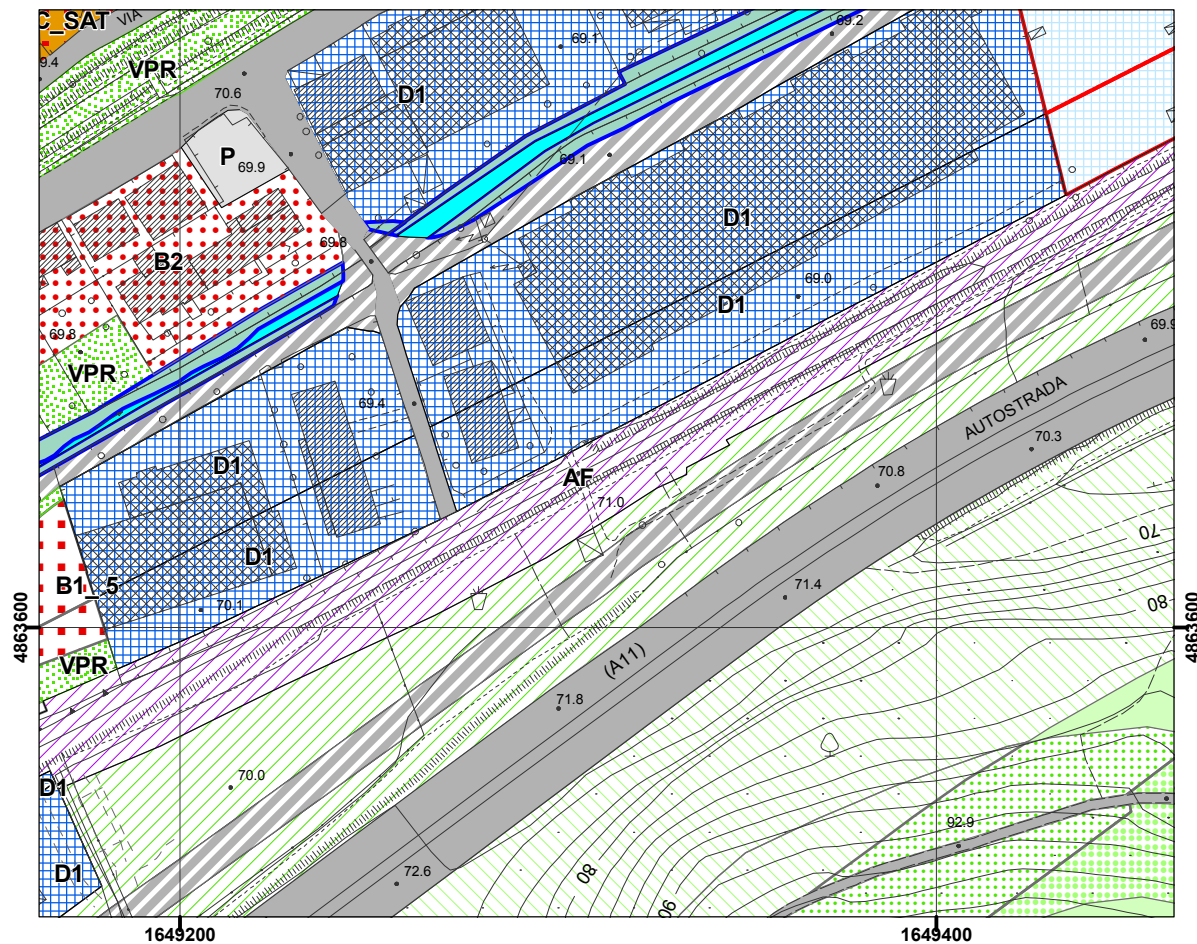 C_SAT
VIA
9.4
VPR
70.6
D1
69.1
69.2
P
69.9
69.1
D1
B2
69.8
D1
69.0
69.8
VPR
69.4
69.9
AUTOSTRADA
70.3
D1
AF
71.0
70.8
70
D1
B1_5
70.1
71.4
80
4863600
4863600
VPR
(A11)
71.8
D1
70.0
92.9
D1
72.6
80
90
1649200
1649400